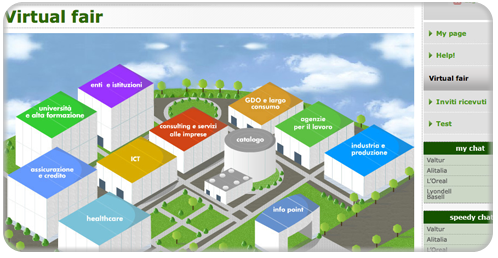 Virtual fair
enti e istituzioni
università
e alta formazione
GDO e largo
consumo
consulting e servizi
alle imprese
agenzie
per il lavoro
catalogo
industria e
produzione
ICT
assicurazione
e credito
healthcare
info point
My page
Help!
Virtual fair
Inviti ricevuti
Test
my chat
Valtur
Alitalia
L'Oreal
Lyondell
Basell
speedy chat
Valtur
Alitalia
L'Oreal